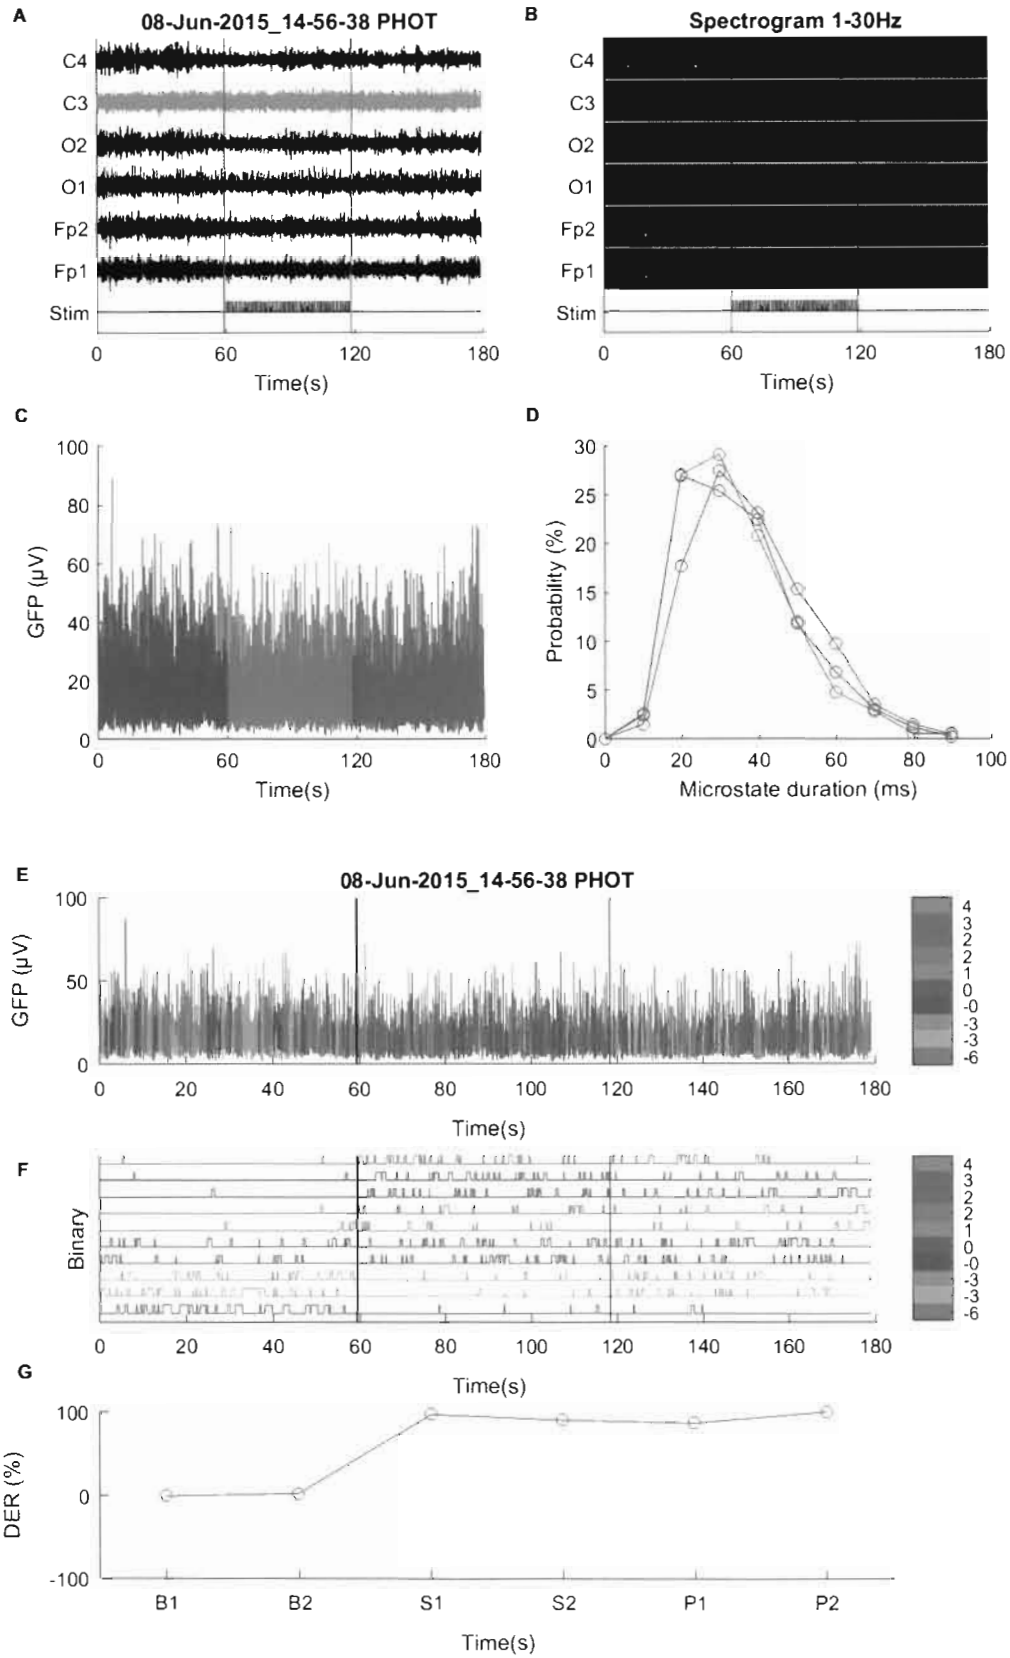 A
08-Jun-2015_14-56-38 PHOT
C4
C3
O2
O1
Fp2
Fp1
Stim
0 60 120 180
Time(s)
B
Spectrogram 1-30Hz
C4
C3
O2
O1
Fp2
Fp1
Stim
0 60 120 180
Time(s)
C
GFP (µV)
100
80
60
40
20
0
0 60 120 180
Time(s)
D
Probability (%)
30
25
20
15
10
5
0
0 20 40 60 80 100
Microstate duration (ms)
E
08-Jun-2015_14-56-38 PHOT
GFP (µV)
100
50
0
0 20 40 60 80 100 120 140 160 180
Time(s)
4
3
2
2
1
0
-0
-3
-3
-6
F
Binary
0 20 40 60 80 100 120 140 160 180
Time(s)
4
3
2
2
1
0
-0
-3
-3
-6
G
DER (%)
100
0
-100
B1 B2 S1 S2 P1 P2
Time(s)